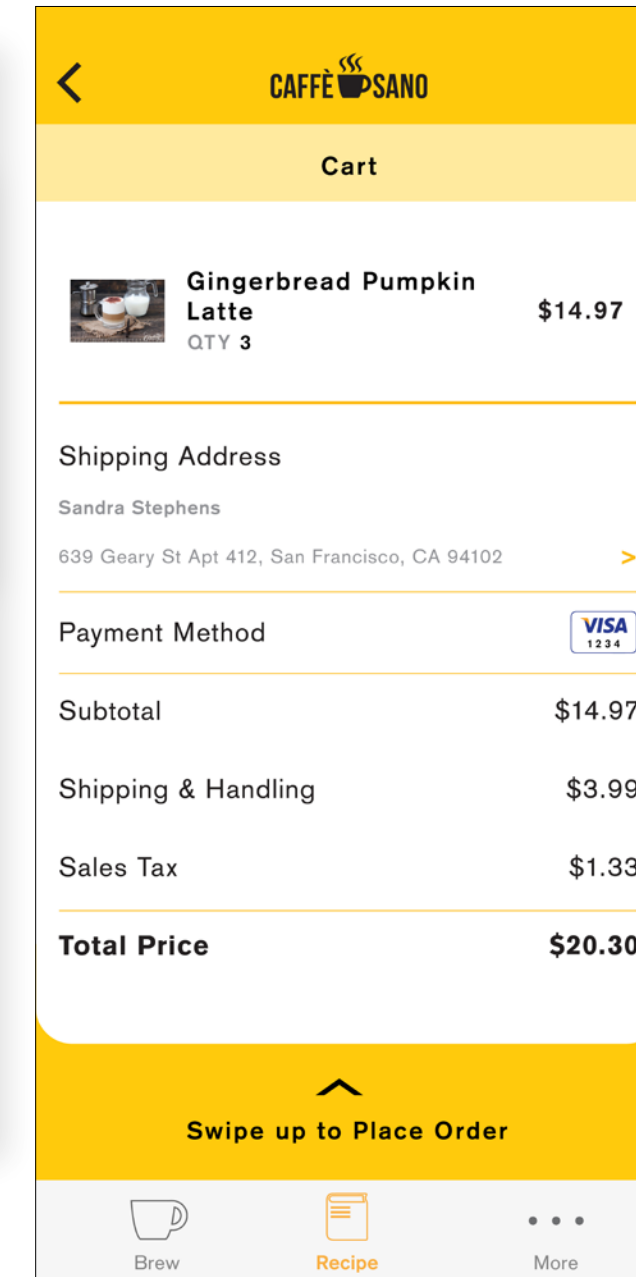 CAFFÈ SANO
Cart
Gingerbread Pumpkin
Latte
$14.97
QTY 3
Shipping Address
Sandra Stephens
639 Geary St Apt 412, San Francisco, CA 94102 >
Payment Method
VISA
1234
Subtotal $14.97
Shipping & Handling $3.99
Sales Tax $1.33
Total Price $20.30
Swipe up to Place Order
Brew Recipe More